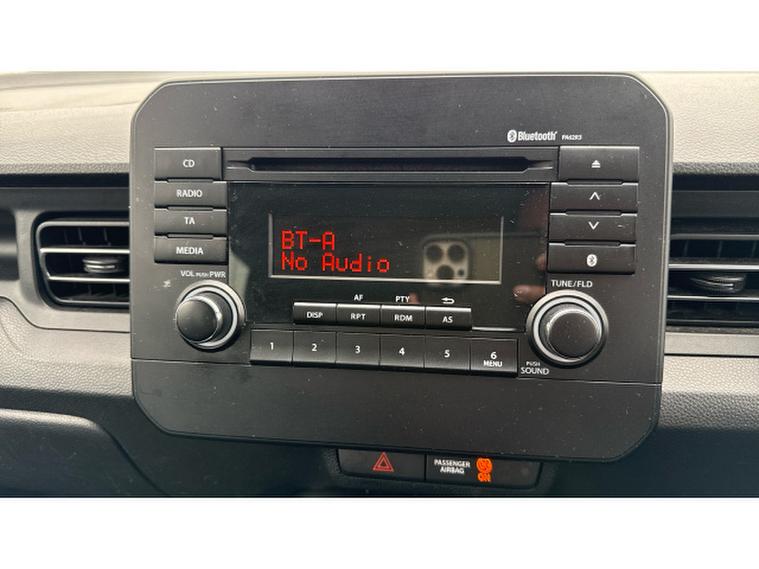 Bluetooth PA6293
CD
RADIO
TA
MEDIA
BT-A
No Audio
VOL PUSH PWR
TUNE/FLD
AF PTY
DISP RPT RDM AS
1 2 3 4 5 6
MENU
PUSH
SOUND
PASSENGER
AIRBAG
ON